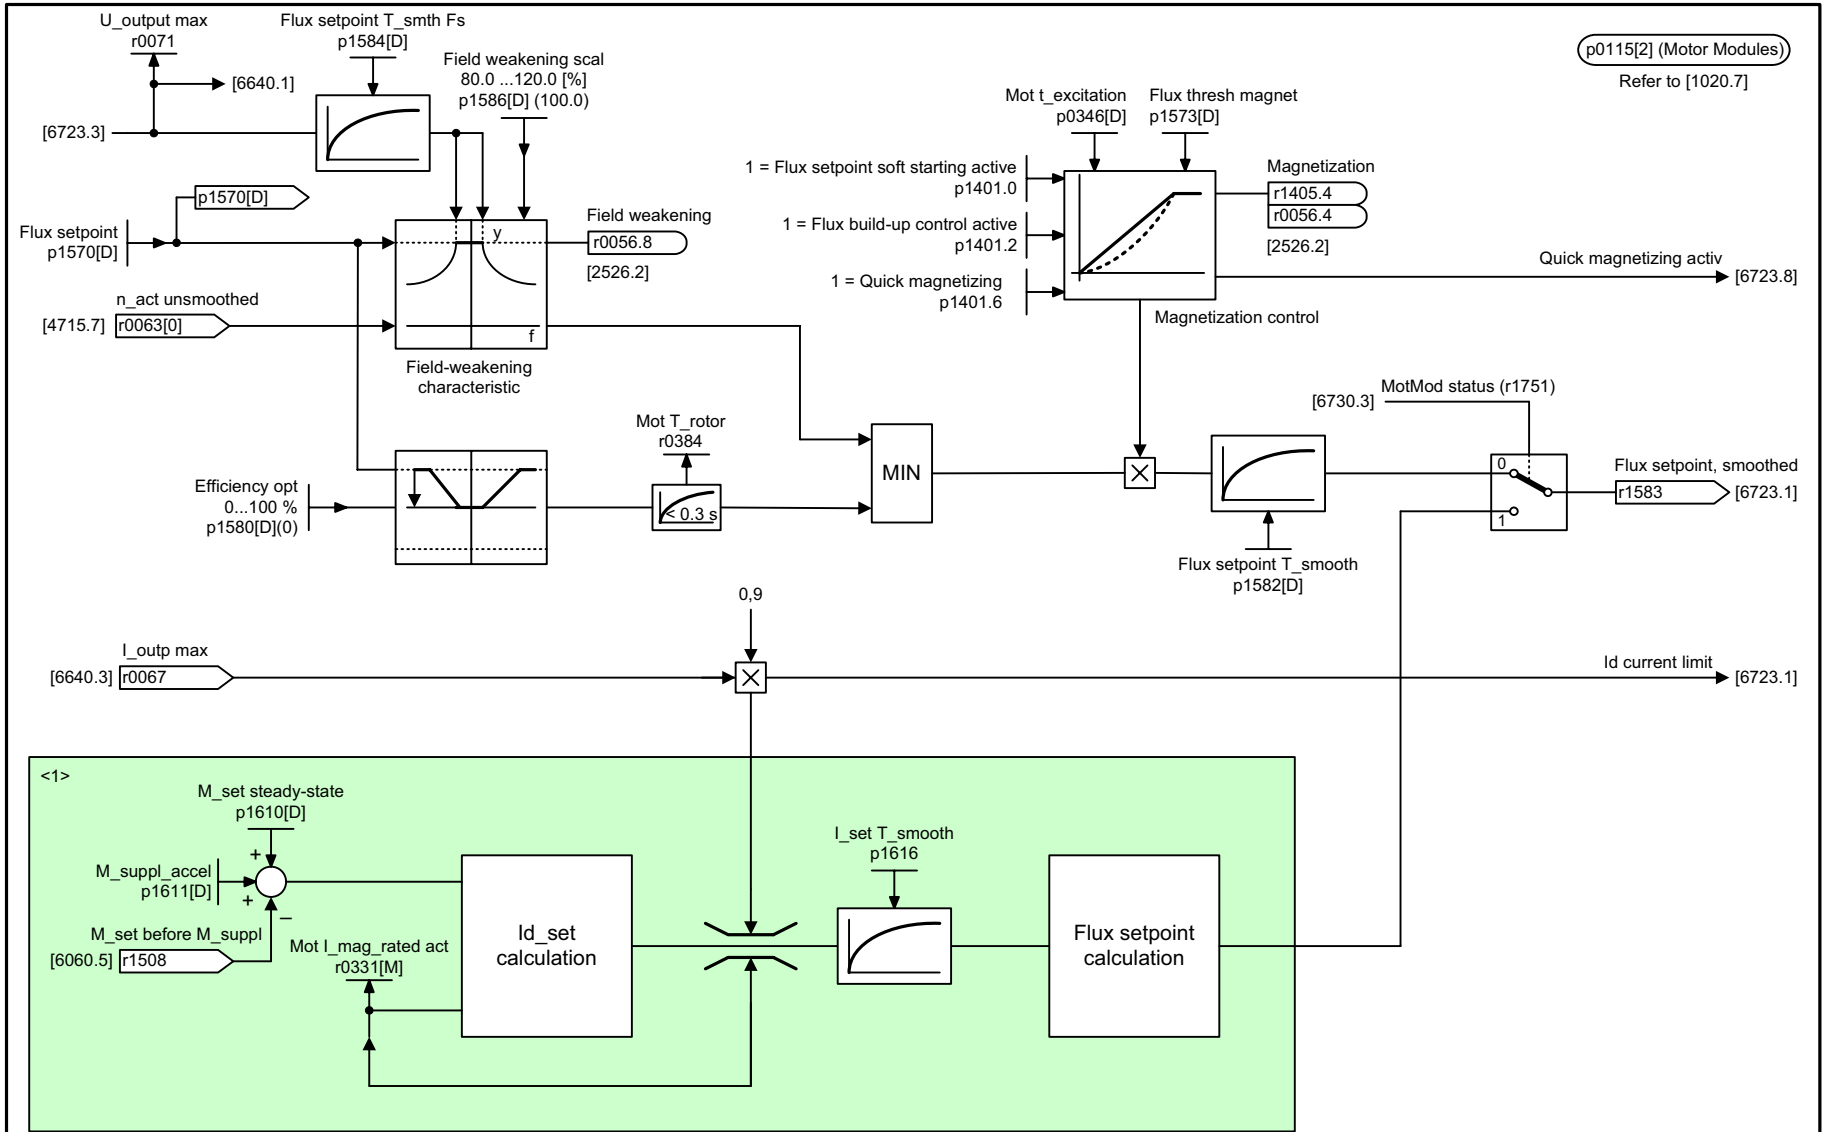 U_output max
r0071
[6640.1]
[6723.3]
Flux setpoint T_smth Fs
p1584[D]
Field weakening scal
80.0 ...120.0 [%]
p1586[D] (100.0)
p0115[2] (Motor Modules)
Refer to [1020.7]
p1570[D]
Flux setpoint
p1570[D]
y
f
Field weakening
r0056.8
[2526.2]
n_act unsmoothed
[4715.7]
r0063[0]
Field-weakening
characteristic
Mot t_excitation
p0346[D]
Flux thresh magnet
p1573[D]
1 = Flux setpoint soft starting active
p1401.0
1 = Flux build-up control active
p1401.2
1 = Quick magnetizing
p1401.6
Magnetization
r1405.4
r0056.4
[2526.2]
Quick magnetizing activ
[6723.8]
Magnetization control
Efficiency opt
0...100 %
p1580[D](0)
Mot T_rotor
r0384
< 0.3 s
MIN
Flux setpoint T_smooth
p1582[D]
MotMod status (r1751)
[6730.3]
0
1
Flux setpoint, smoothed
r1583
[6723.1]
0,9
I_outp max
[6640.3]
r0067
Id current limit
[6723.1]
<1>
M_set steady-state
p1610[D]
+
M_suppl_accel
p1611[D]
+
–
M_set before M_suppl
[6060.5]
r1508
Mot I_mag_rated act
r0331[M]
Id_set
calculation
I_set T_smooth
p1616
Flux setpoint
calculation